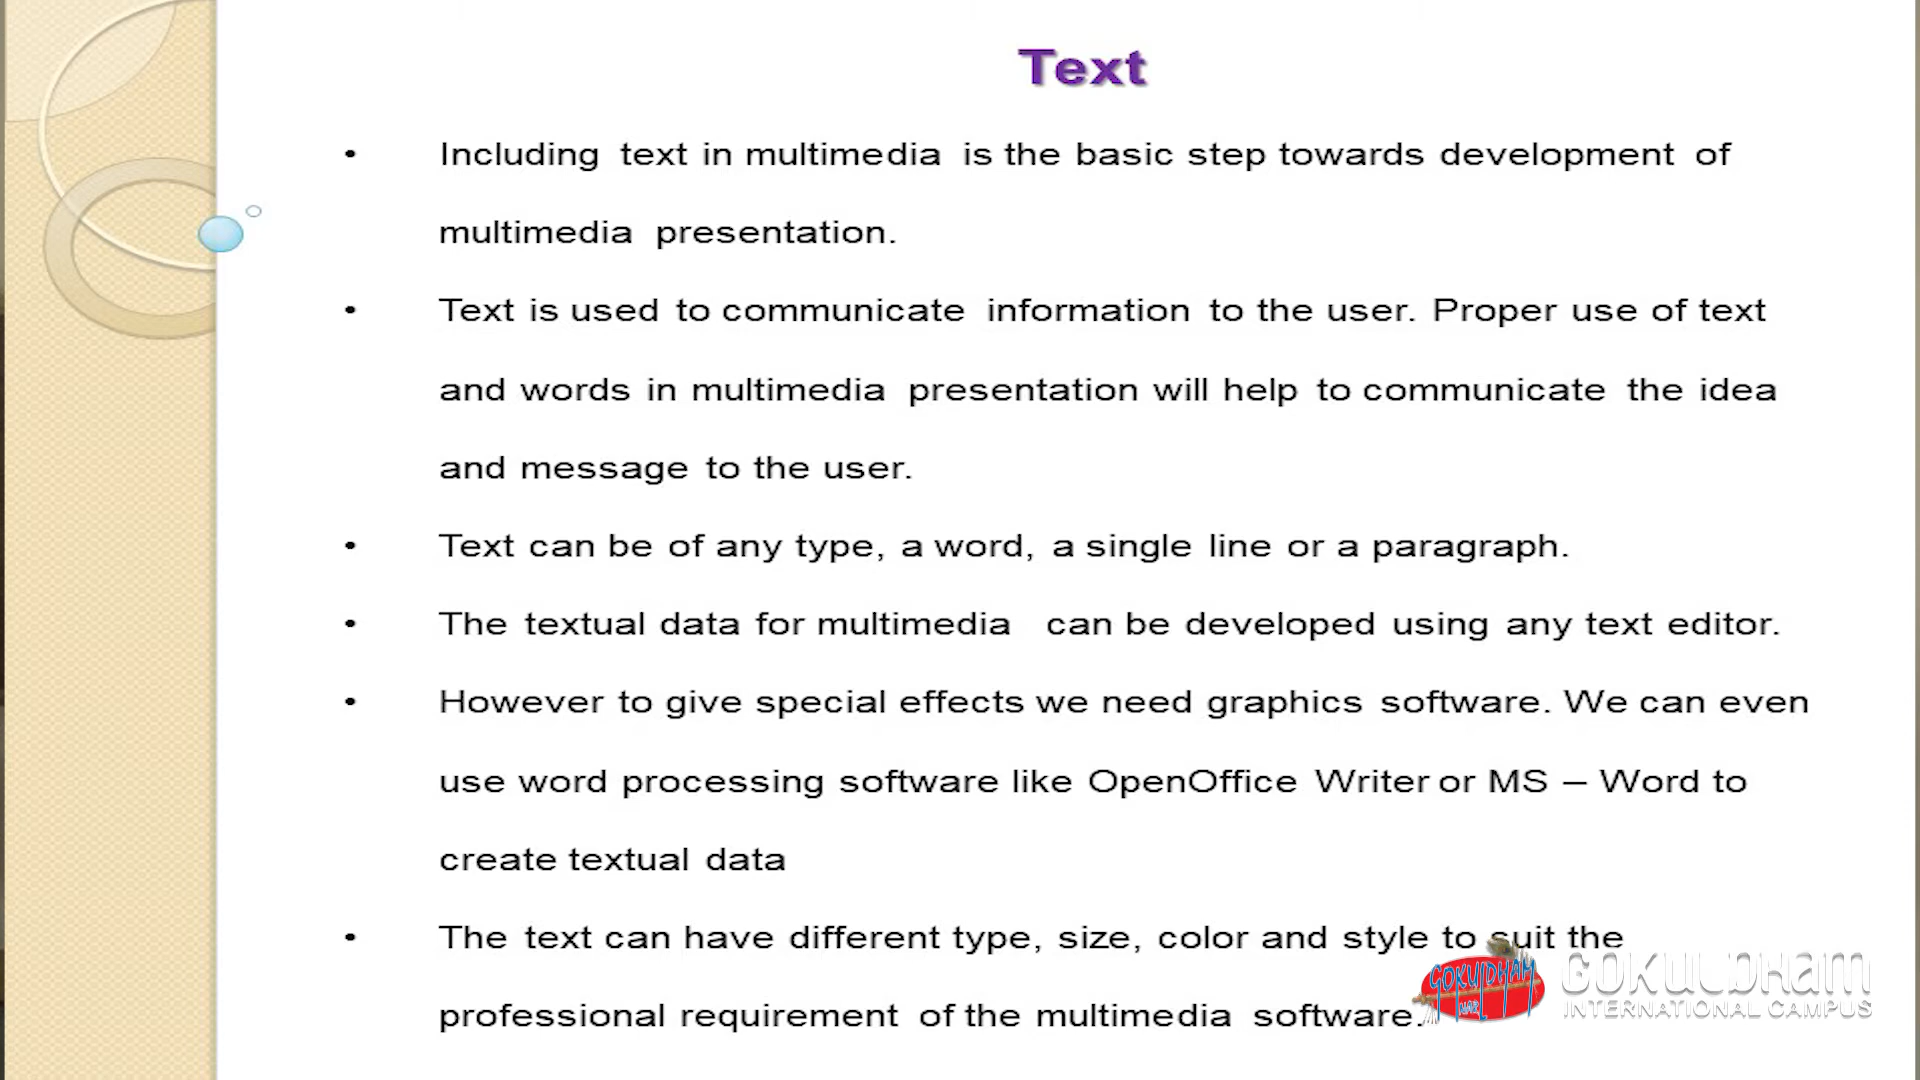 Text
• Including text in multimedia is the basic step towards development of
multimedia presentation.
• Text is used to communicate information to the user. Proper use of text
and words in multimedia presentation will help to communicate the idea
and message to the user.
• Text can be of any type, a word, a single line or a paragraph.
• The textual data for multimedia can be developed using any text editor.
• However to give special effects we need graphics software. We can even
use word processing software like OpenOffice Writer or MS – Word to
create textual data
• The text can have different type, size, color and style to suit the
professional requirement of the multimedia software.
GOKULDHAM
NAR
GOKULDHAM
INTERNATIONAL CAMPUS